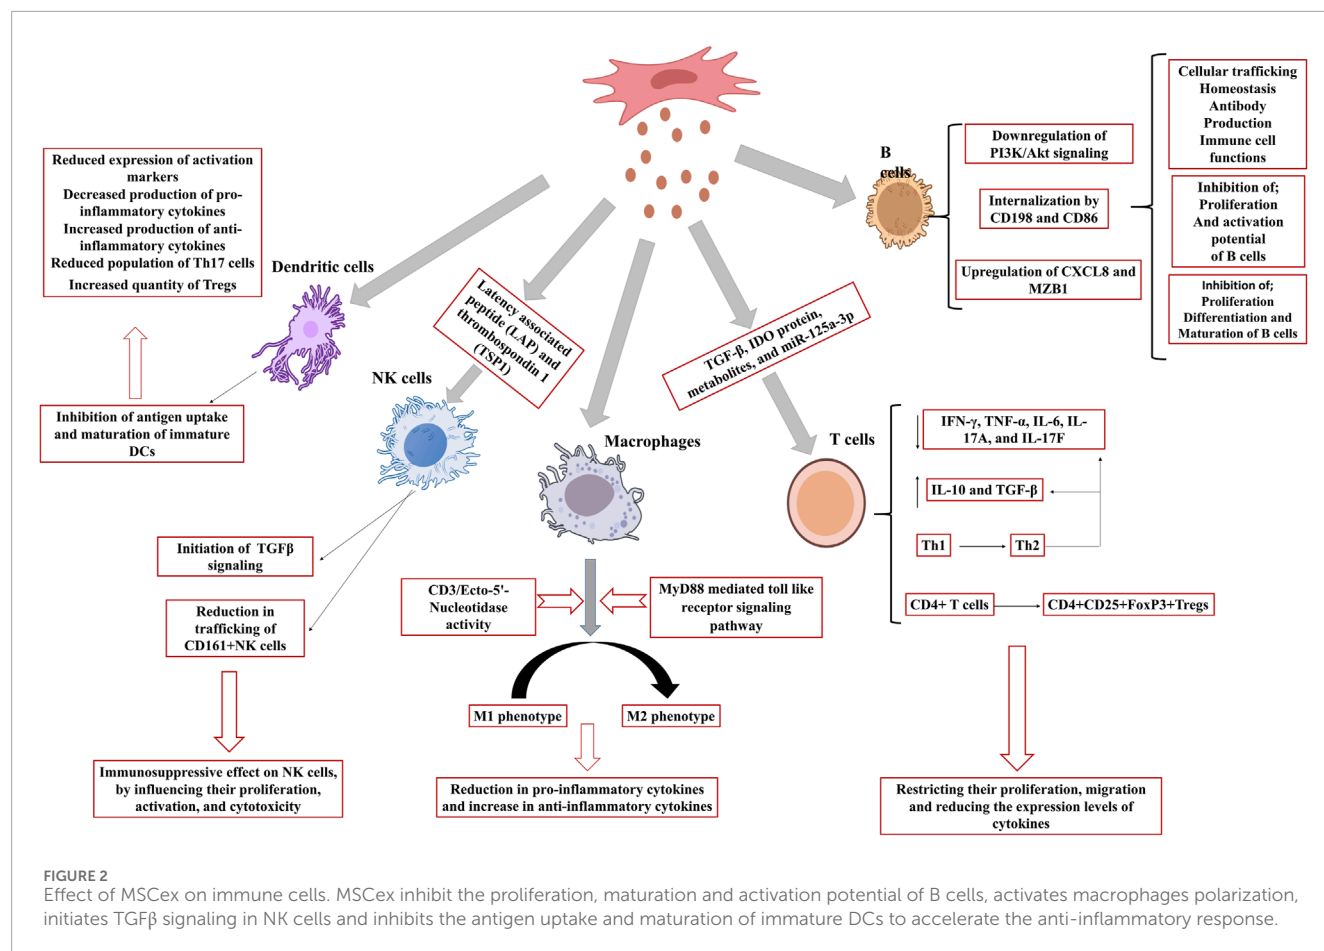 Reduced expression of activation
markers
Decreased production of pro-
inflammatory cytokines
Increased production of anti-
inflammatory cytokines
Reduced population of Th17 cells
Increased quantity of Tregs
Dendritic cells
Inhibition of antigen uptake
and maturation of immature
DCs
Latency associated
peptide (LAP) and
thrombospondin 1
(TSP1)
NK cells
Initiation of TGFβ
signaling
Reduction in
trafficking of
CD161+NK cells
Immunosuppressive effect on NK cells,
by influencing their proliferation,
activation, and cytotoxicity
Macrophages
CD3/Ecto-5'-
Nucleotidase
activity
MyD88 mediated toll like
receptor signaling
pathway
M1 phenotype
M2 phenotype
Reduction in pro-inflammatory cytokines
and increase in anti-inflammatory cytokines
TGF-β, IDO protein,
metabolites, and miR-125a-3p
T cells
IFN-γ, TNF-α, IL-6, IL-
17A, and IL-17F
IL-10 and TGF-β
Th1
Th2
CD4+ T cells
CD4+CD25+FoxP3+Tregs
Restricting their proliferation, migration
and reducing the expression levels of
cytokines
B
cells
Downregulation of
PI3K/Akt signaling
Internalization by
CD198 and CD86
Upregulation of CXCL8 and
MZB1
Cellular trafficking
Homeostasis
Antibody
Production
Immune cell
functions
Inhibition of;
Proliferation
And activation
potential
of B cells
Inhibition of;
Proliferation
Differentiation and
Maturation of B cells
FIGURE 2
Effect of MSCex on immune cells. MSCex inhibit the proliferation, maturation and activation potential of B cells, activates macrophages polarization,
initiates TGFβ signaling in NK cells and inhibits the antigen uptake and maturation of immature DCs to accelerate the anti-inflammatory response.